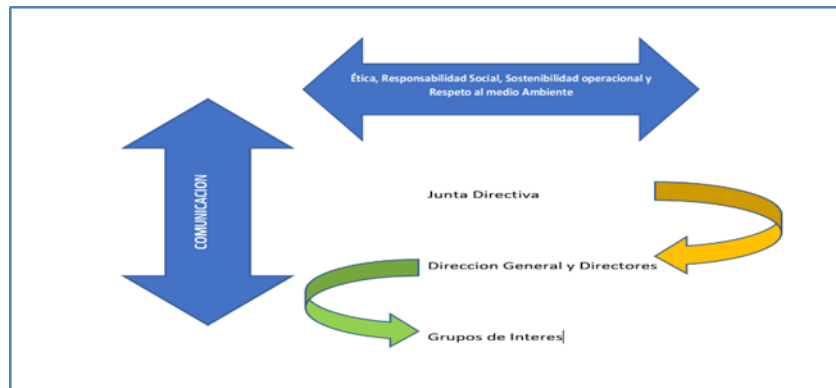 Ética, Responsabilidad Social, Sostenibilidad operacional y
Respeto al medio Ambiente
COMUNICACION
Junta Directiva
Direccion General y Directores
Grupos de Interes